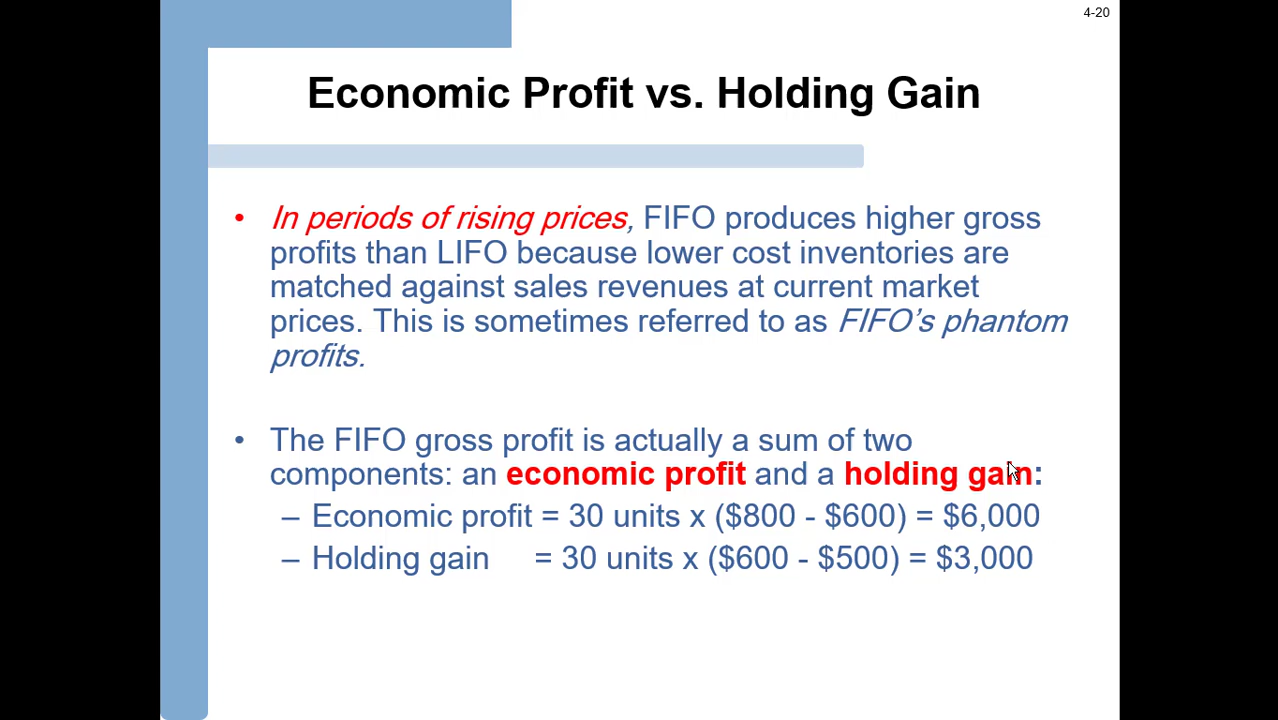 4-20
Economic Profit vs. Holding Gain
• In periods of rising prices, FIFO produces higher gross
profits than LIFO because lower cost inventories are
matched against sales revenues at current market
prices. This is sometimes referred to as FIFO’s phantom
profits.
• The FIFO gross profit is actually a sum of two
components: an economic profit and a holding gain:
– Economic profit = 30 units x ($800 - $600) = $6,000
– Holding gain = 30 units x ($600 - $500) = $3,000